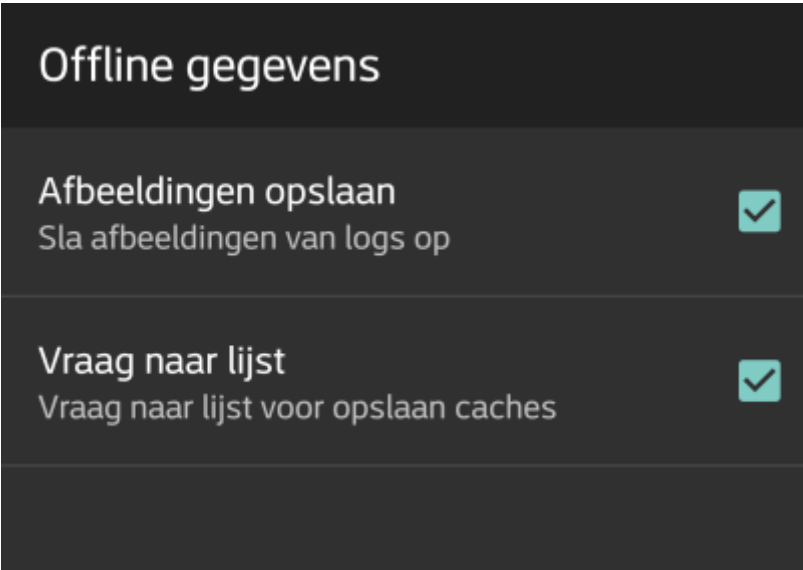 Offline gegevens
Afbeeldingen opslaan
Sla afbeeldingen van logs op
Vraag naar lijst
Vraag naar lijst voor opslaan caches